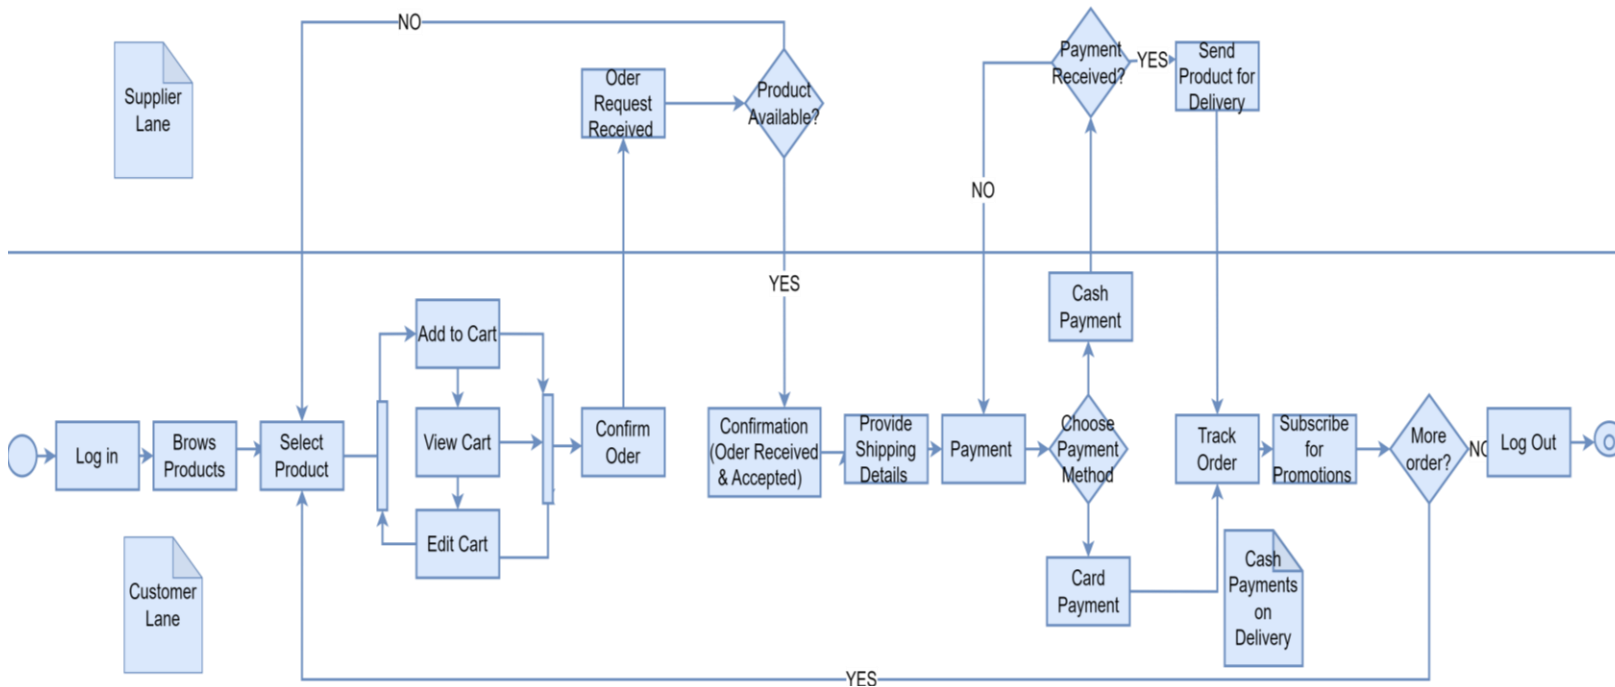 NO
Supplier
Lane
Oder
Request
Received
Product
Available?
Payment
Received?
YES
Send
Product for
Delivery
NO
YES
Cash
Payment
Add to Cart
View Cart
Edit Cart
Log in
Brows
Products
Select
Product
Confirm
Oder
Confirmation
(Oder Received
& Accepted)
Provide
Shipping
Details
Payment
Choose
Payment
Method
Track
Order
Subscribe
for
Promotions
More
order?
NO
Log Out
Customer
Lane
Card
Payment
Cash
Payments
on
Delivery
YES